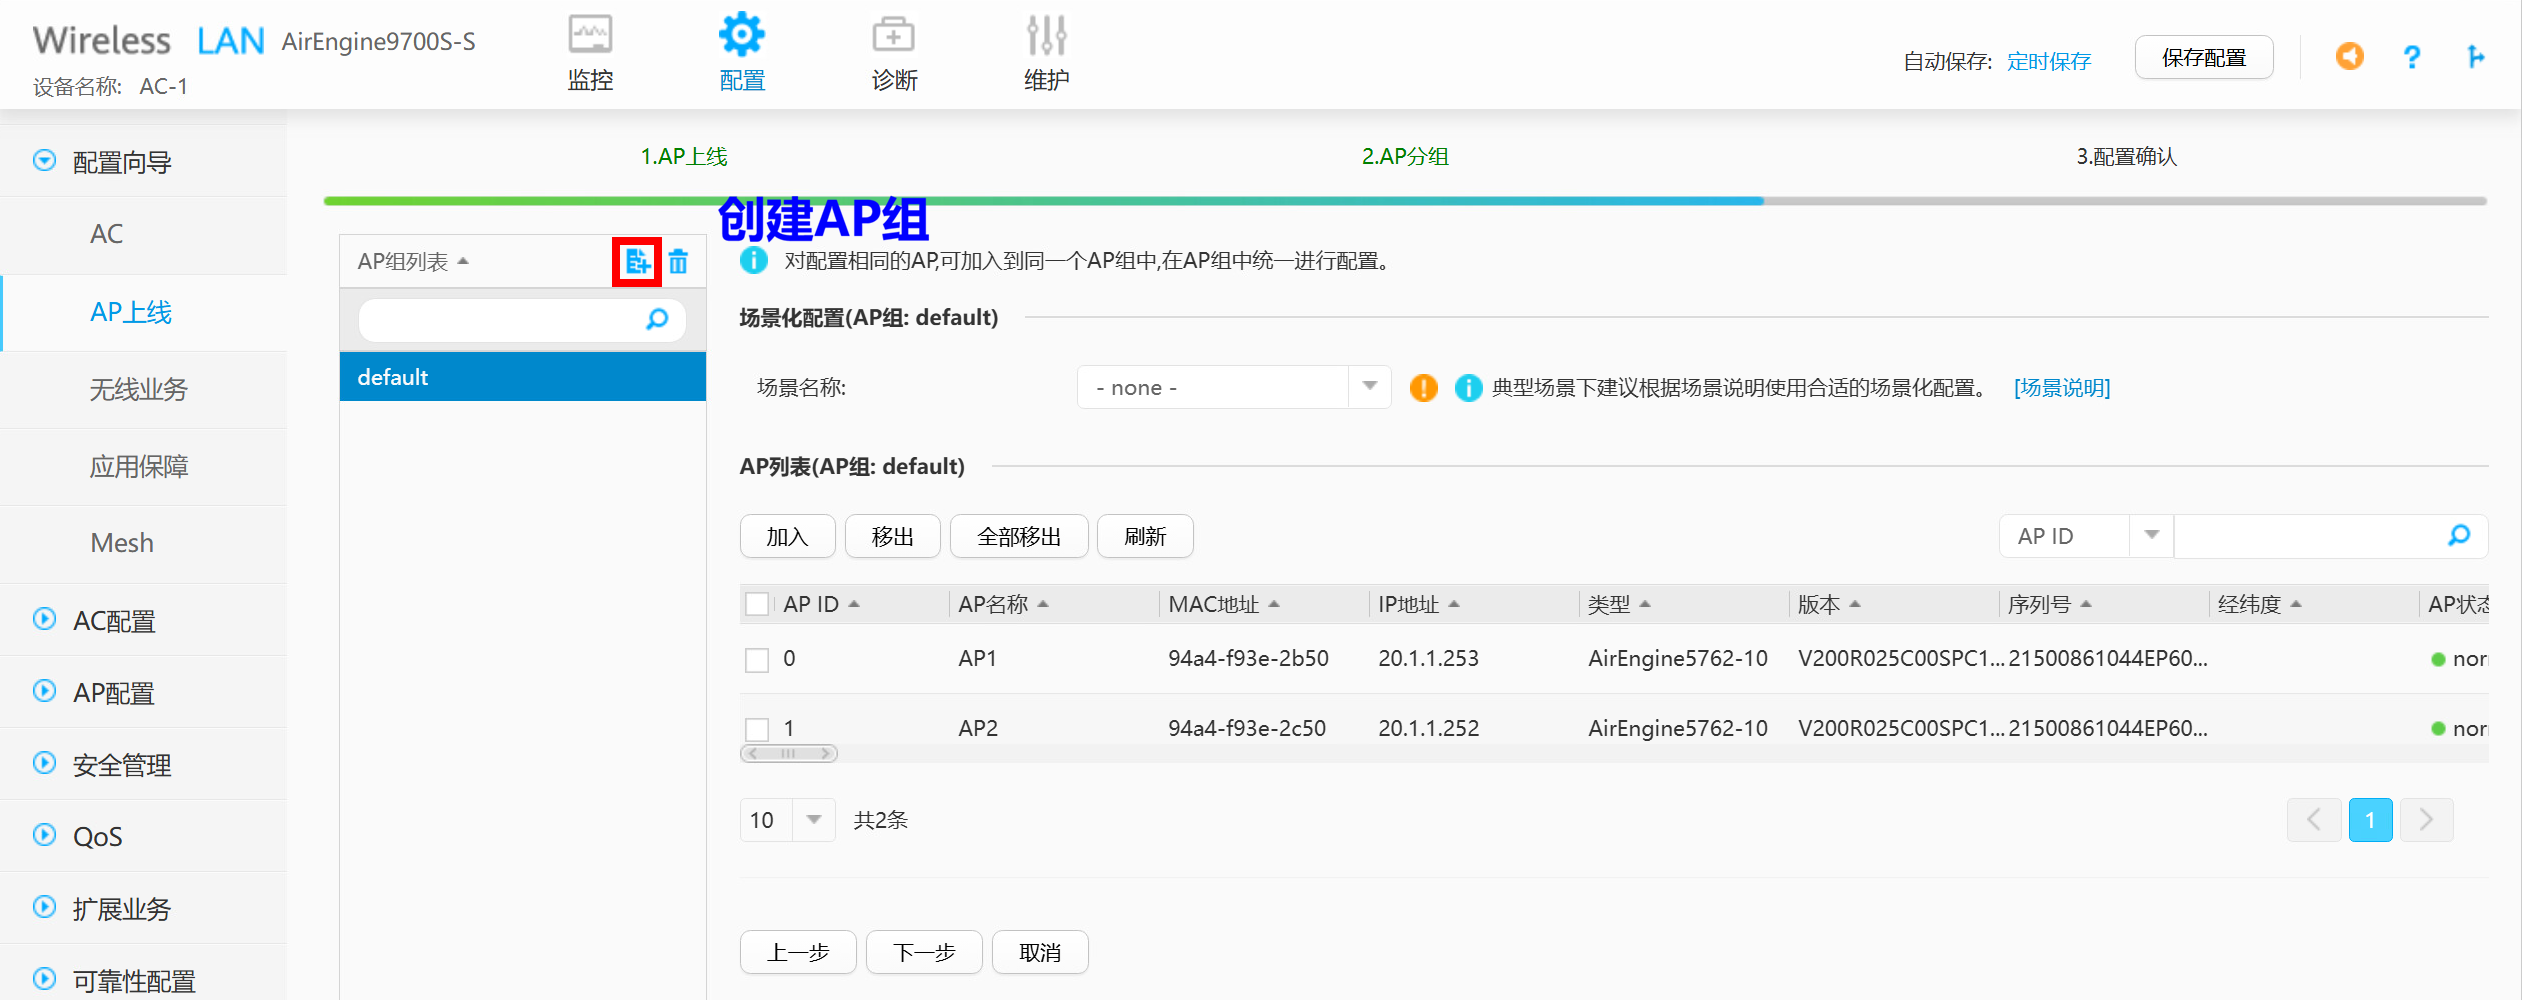 Wireless LAN AirEngine9700S-S
设备名称: AC-1
监控
配置
诊断
维护
自动保存: 定时保存
保存配置
配置向导
AC
AP上线
无线业务
应用保障
Mesh
AC配置
AP配置
安全管理
QoS
扩展业务
可靠性配置
1.AP上线
2.AP分组
3.配置确认
创建AP组
AP组列表
default
对配置相同的AP,可加入到同一个AP组中,在AP组中统一进行配置。
场景化配置(AP组: default)
场景名称:
- none -
典型场景下建议根据场景说明使用合适的场景化配置。 [场景说明]
AP列表(AP组: default)
加入 移出 全部移出 刷新
AP ID
AP ID AP名称 MAC地址 IP地址 类型 版本 序列号 经纬度 AP状态
0 AP1 94a4-f93e-2b50 20.1.1.253 AirEngine5762-10 V200R025C00SPC1... 21500861044EP60... nor
1 AP2 94a4-f93e-2c50 20.1.1.252 AirEngine5762-10 V200R025C00SPC1... 21500861044EP60... nor
10 共2条
1
上一步 下一步 取消